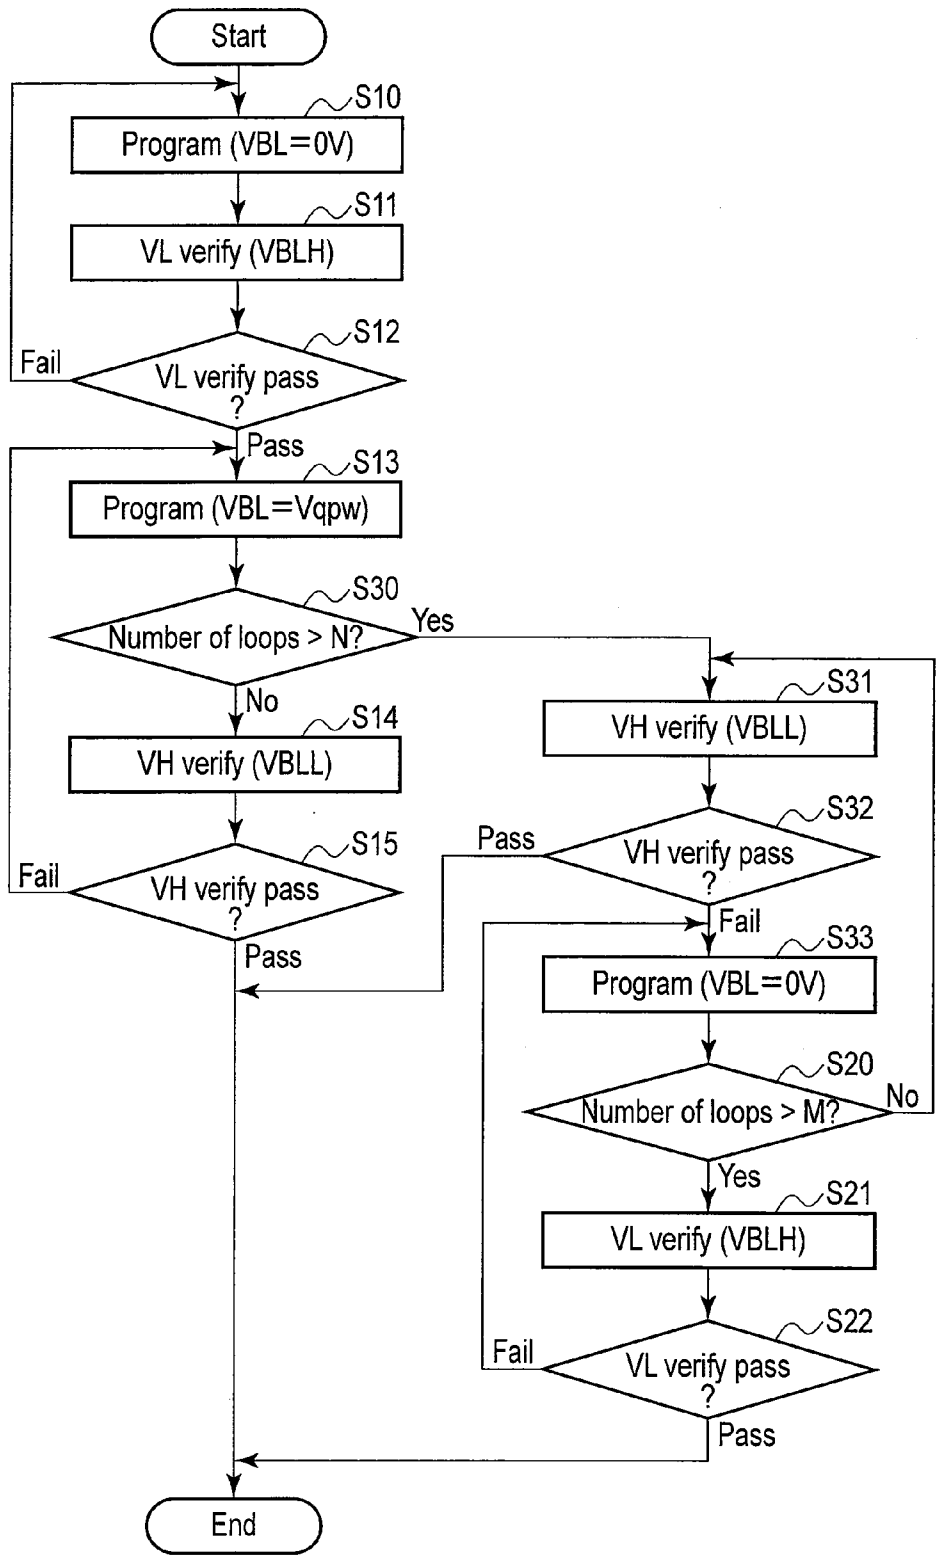 Start
S10
Program (VBL=0V)
S11
VL verify (VBLH)
S12
Fail
VL verify pass
?
Pass
S13
Program (VBL=Vqpw)
S30
Number of loops > N?
Yes
No
S14
VH verify (VBLL)
S15
Fail
VH verify pass
?
Pass
S31
VH verify (VBLL)
S32
Pass
VH verify pass
?
Fail
S33
Program (VBL=0V)
S20
Number of loops > M?
No
Yes
S21
VL verify (VBLH)
S22
Fail
VL verify pass
?
Pass
End